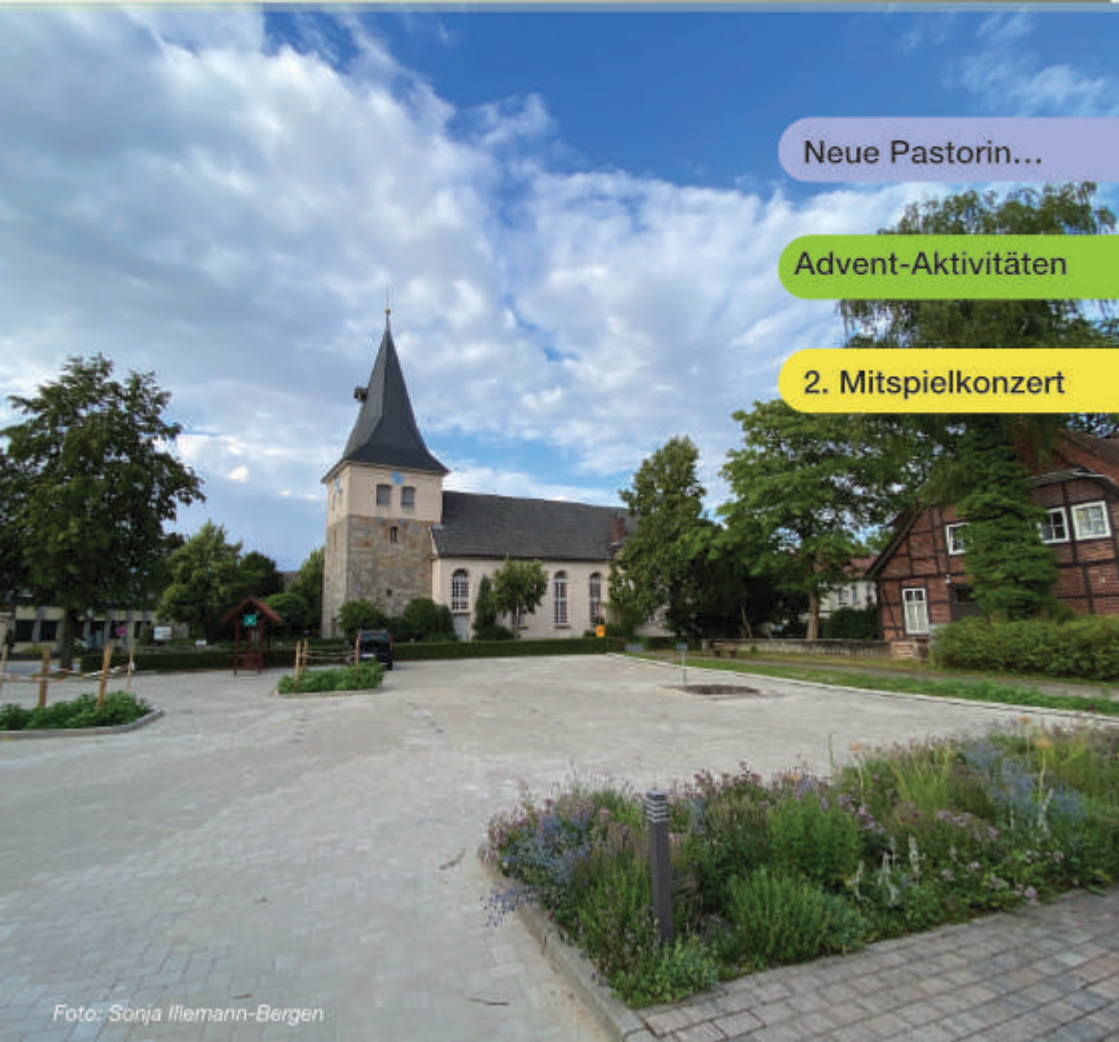 Neue Pastorin...
Advent-Aktivitäten
2. Mitspielkonzert
Foto: Sonja Illemann-Bergen